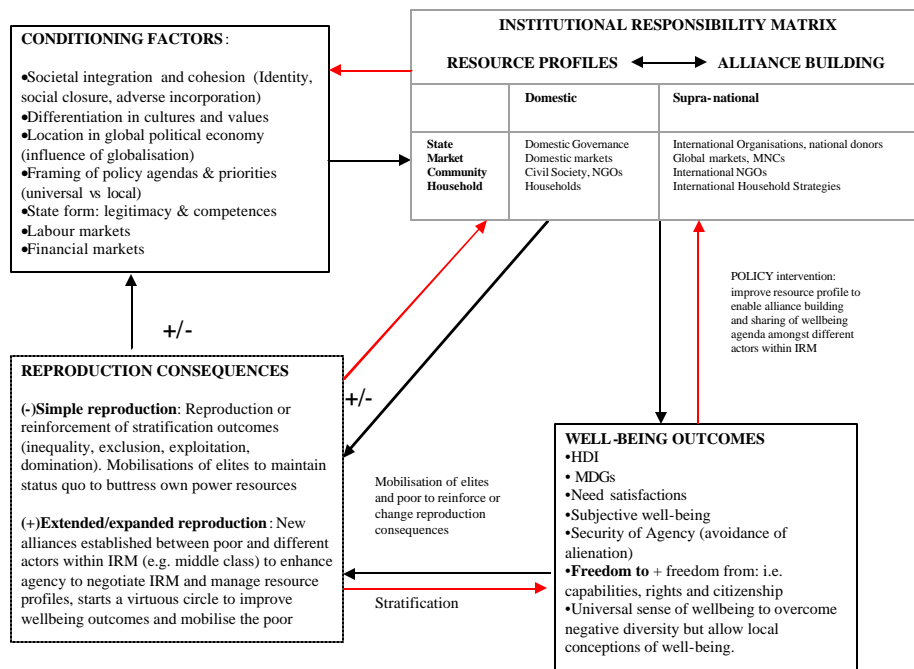 CONDITIONING FACTORS:
•Societal integration and cohesion (Identity,
social closure, adverse incorporation)
•Differentiation in cultures and values
•Location in global political economy
(influence of globalisation)
•Framing of policy agendas & priorities
(universal vs local)
•State form: legitimacy & competences
•Labour markets
•Financial markets
INSTITUTIONAL RESPONSIBILITY MATRIX
RESOURCE PROFILES ALLIANCE BUILDING
Domestic Supra-national
State Domestic Governance International Organisations, national donors
Market Domestic markets Global markets, MNCs
Community Civil Society, NGOs International NGOs
Household Households International Household Strategies
POLICY intervention:
improve resource profile to
enable alliance building
and sharing of wellbeing
agenda amongst different
actors within IRM
+/-
+/-
REPRODUCTION CONSEQUENCES
(-)Simple reproduction: Reproduction or
reinforcement of stratification outcomes
(inequality, exclusion, exploitation,
domination). Mobilisations of elites to maintain
status quo to buttress own power resources
(+)Extended/expanded reproduction: New
alliances established between poor and different
actors within IRM (e.g. middle class) to enhance
agency to negotiate IRM and manage resource
profiles, starts a virtuous circle to improve
wellbeing outcomes and mobilise the poor
Mobilisation of elites
and poor to reinforce or
change reproduction
consequences
Stratification
WELL-BEING OUTCOMES
•HDI
• MDGs
•Need satisfactions
•Subjective well-being
•Security of Agency (avoidance of
alienation)
•Freedom to + freedom from: i.e.
capabilities, rights and citizenship
•Universal sense of wellbeing to overcome
negative diversity but allow local
conceptions of well-being.